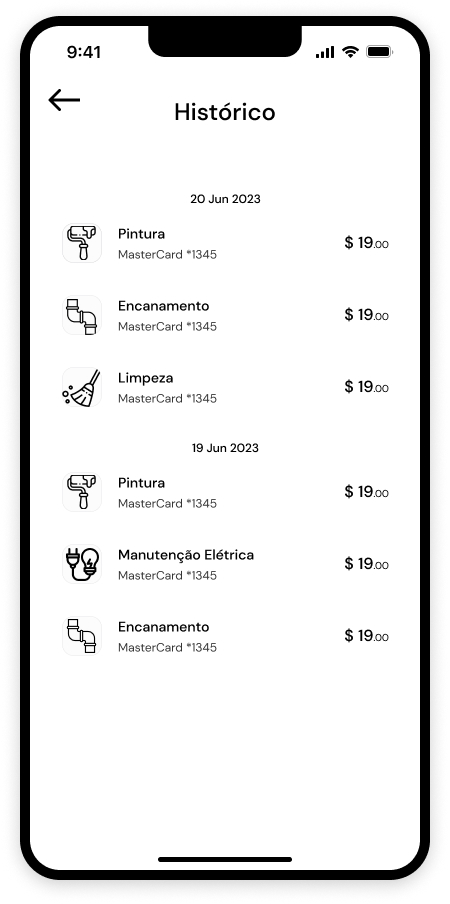 9:41
Histórico
20 Jun 2023
Pintura
MasterCard *1345
$ 19.00
Encanamento
MasterCard *1345
$ 19.00
Limpeza
MasterCard *1345
$ 19.00
19 Jun 2023
Pintura
MasterCard *1345
$ 19.00
Manutenção Elétrica
MasterCard *1345
$ 19.00
Encanamento
MasterCard *1345
$ 19.00